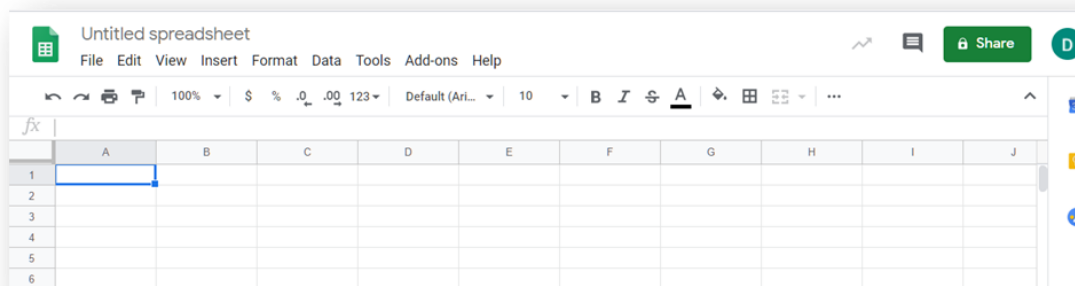 Untitled spreadsheet
File Edit View Insert Format Data Tools Add-ons Help
Share
D
100% $ % .0 .00 123 Default (Ari... 10 B I S A ...
fx
A B C D E F G H I J
1
2
3
4
5
6